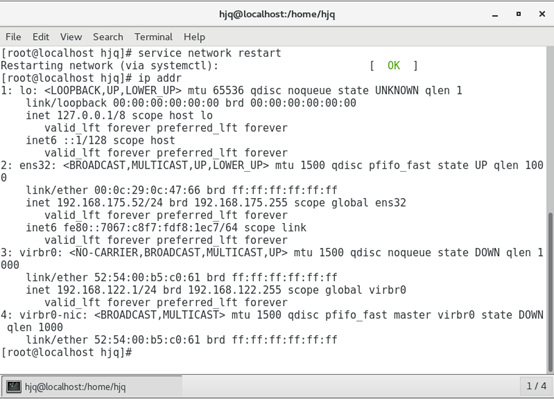 hjq@localhost:/home/hjq
File Edit View Search Terminal Help
[root@localhost hjq]# service network restart
Restarting network (via systemctl):                        [  OK  ]
[root@localhost hjq]# ip addr
1: lo: <LOOPBACK,UP,LOWER_UP> mtu 65536 qdisc noqueue state UNKNOWN qlen 1
    link/loopback 00:00:00:00:00:00 brd 00:00:00:00:00:00
    inet 127.0.0.1/8 scope host lo
       valid_lft forever preferred_lft forever
    inet6 ::1/128 scope host
       valid_lft forever preferred_lft forever
2: ens32: <BROADCAST,MULTICAST,UP,LOWER_UP> mtu 1500 qdisc pfifo_fast state UP qlen 100
0
    link/ether 00:0c:29:0c:47:66 brd ff:ff:ff:ff:ff:ff
    inet 192.168.175.52/24 brd 192.168.175.255 scope global ens32
       valid_lft forever preferred_lft forever
    inet6 fe80::7067:c8f7:fdf8:1ec7/64 scope link
       valid_lft forever preferred_lft forever
3: virbr0: <NO-CARRIER,BROADCAST,MULTICAST,UP> mtu 1500 qdisc noqueue state DOWN qlen 1
000
    link/ether 52:54:00:b5:c0:61 brd ff:ff:ff:ff:ff:ff
    inet 192.168.122.1/24 brd 192.168.122.255 scope global virbr0
       valid_lft forever preferred_lft forever
4: virbr0-nic: <BROADCAST,MULTICAST> mtu 1500 qdisc pfifo_fast master virbr0 state DOWN
 qlen 1000
    link/ether 52:54:00:b5:c0:61 brd ff:ff:ff:ff:ff:ff
[root@localhost hjq]#
hjq@localhost:/home/hjq
1 / 4